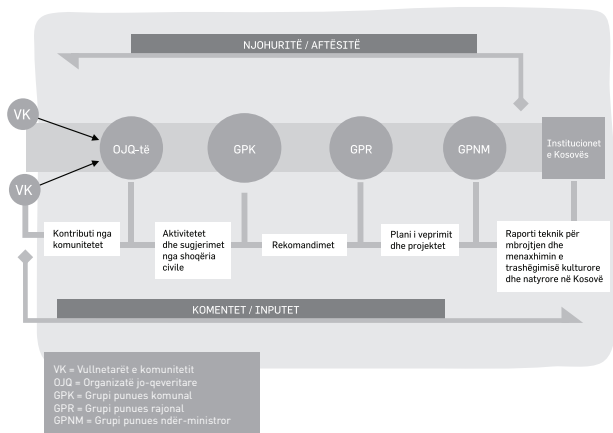 NJOHURITË / AFTËSITË
VK
VK
OJQ-të
GPK
GPR
GPNM
Institucionet
e Kosovës
Kontributi nga
komunitetet
Aktivitetet
dhe sugjerimet
nga shoqëria
civile
Rekomandimet
Plani i veprimit
dhe projektet
Raporti teknik për
mbrojtjen dhe
menaxhimin e
trashëgimisë kulturore
dhe natyrore në Kosovë
KOMENTET / INPUTET
VK = Vullnetarët e komunitetit
OJQ = Organizatë jo-qeveritare
GPK = Grupi punues komunal
GPR = Grupi punues rajonal
GPNM = Grupi punues ndër-ministror